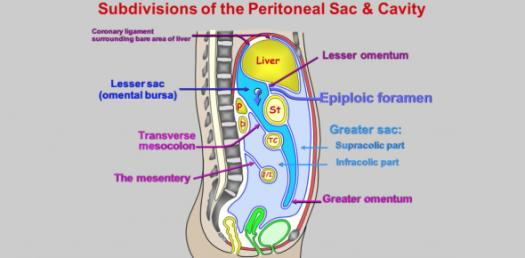 Subdivisions of the Peritoneal Sac & Cavity
Coronary ligament
surrounding bare area of liver
Liver
Lesser omentum
Lesser sac
(omental bursa)
Epiploic foramen
P
St
D
Greater sac:
Transverse
mesocolon
TC
Supracolic part
Infracolic part
The mesentery
J/I
Greater omentum